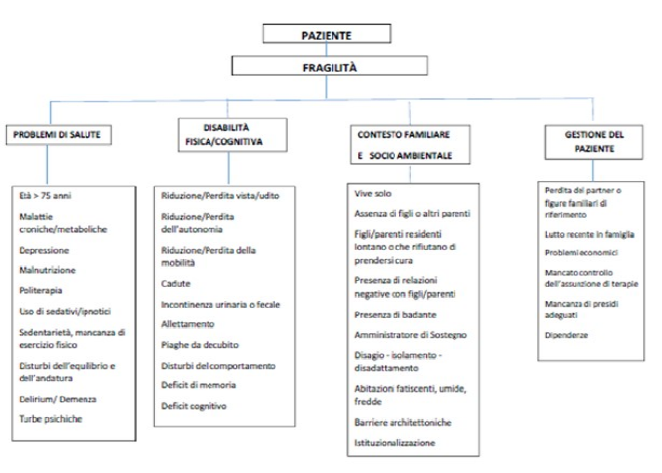 PAZIENTE
FRAGILITÀ
PROBLEMI DI SALUTE
Età > 75 anni
Malattie
croniche/metaboliche
Depressione
Malnutrizione
Politerapia
Uso di sedativi/ipnotici
Sedentarietà, mancanza di
esercizio fisico
Disturbi dell'equilibrio e
dell'andatura
Delirium/ Demenza
Turbe psichiche
DISABILITÀ
FISICA/COGNITIVA
Riduzione/Perdita vista/udito
Riduzione/Perdita
dell'autonomia
Riduzione/Perdita della
mobilità
Cadute
Incontinenza urinaria o fecale
Allettamento
Piaghe da decubito
Disturbi del comportamento
Deficit di memoria
Deficit cognitivo
CONTESTO FAMILIARE
E SOCIO AMBIENTALE
Vive solo
Assenza di figli o altri parenti
Figli/parenti residenti
lontano o che rifiutano di
prendersi cura
Presenza di relazioni
negative con figli/parenti
Presenza di badante
Amministratore di Sostegno
Disagio - isolamento -
disadattamento
Abitazioni fatiscenti, umide,
fredde
Barriere architettoniche
Istituzionalizzazione
GESTIONE DEL
PAZIENTE
Perdita del partner o
figure familiari di
riferimento
Lutto recente in famiglia
Problemi economici
Mancato controllo
dell'assunzione di terapie
Mancanza di presidi
adeguati
Dipendenze